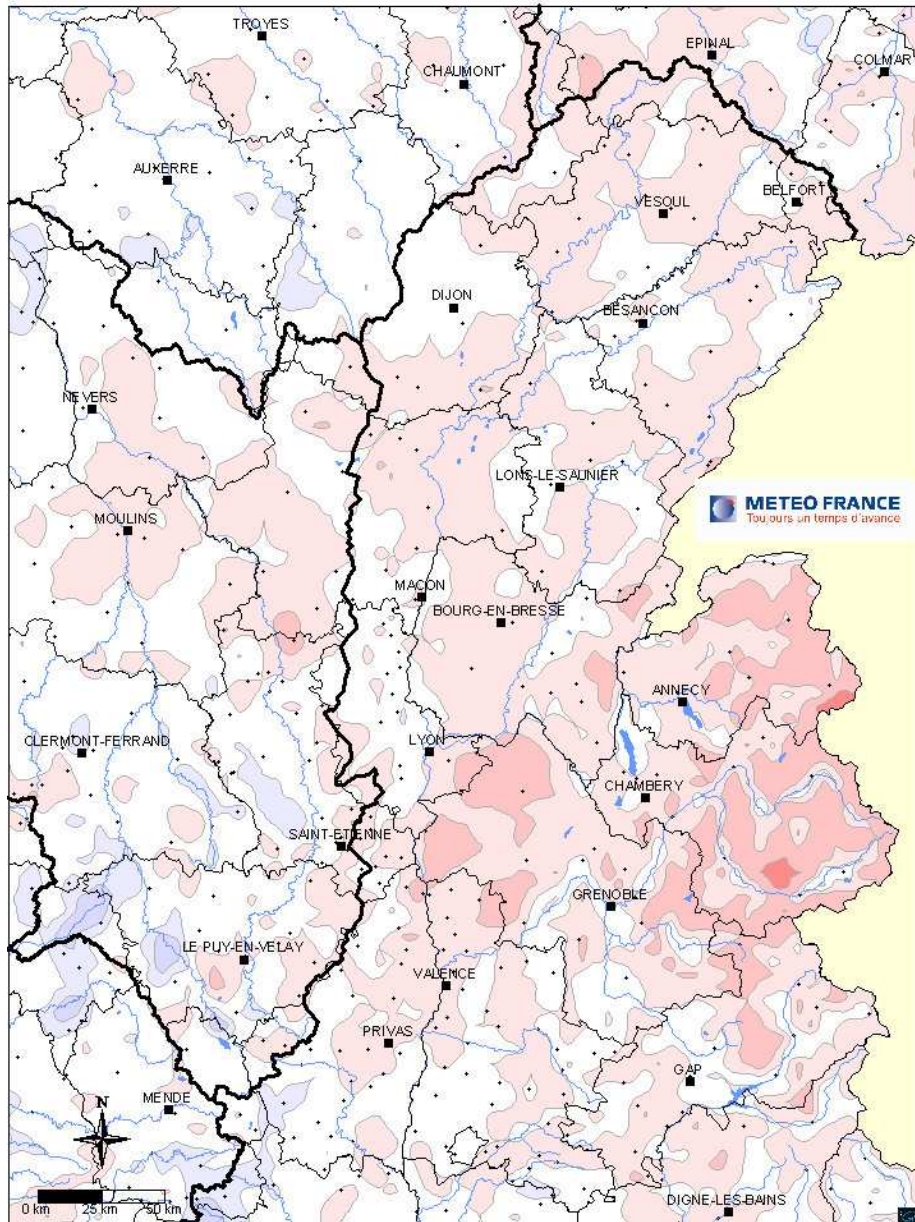 TROYES
CHAUMONT
EPINAL
COLMAR
AUXERRE
BELFORT
VESOUL
DIJON
BESANCON
NEVERS
LONS-LE-SAUNIER
METEO FRANCE
Toujours un temps d'avance
MOULINS
MACON
BOURG-EN-BRESSE
ANNECY
CLERMONT-FERRAND
LYON
CHAMBERY
SAINT-ETIENNE
GRENOBLE
LE PUY-EN-VELAY
VALENCE
PRIVAS
GAP
MENDE
N
0 km 25 km 50 km
DIGNE-LES-BAINS